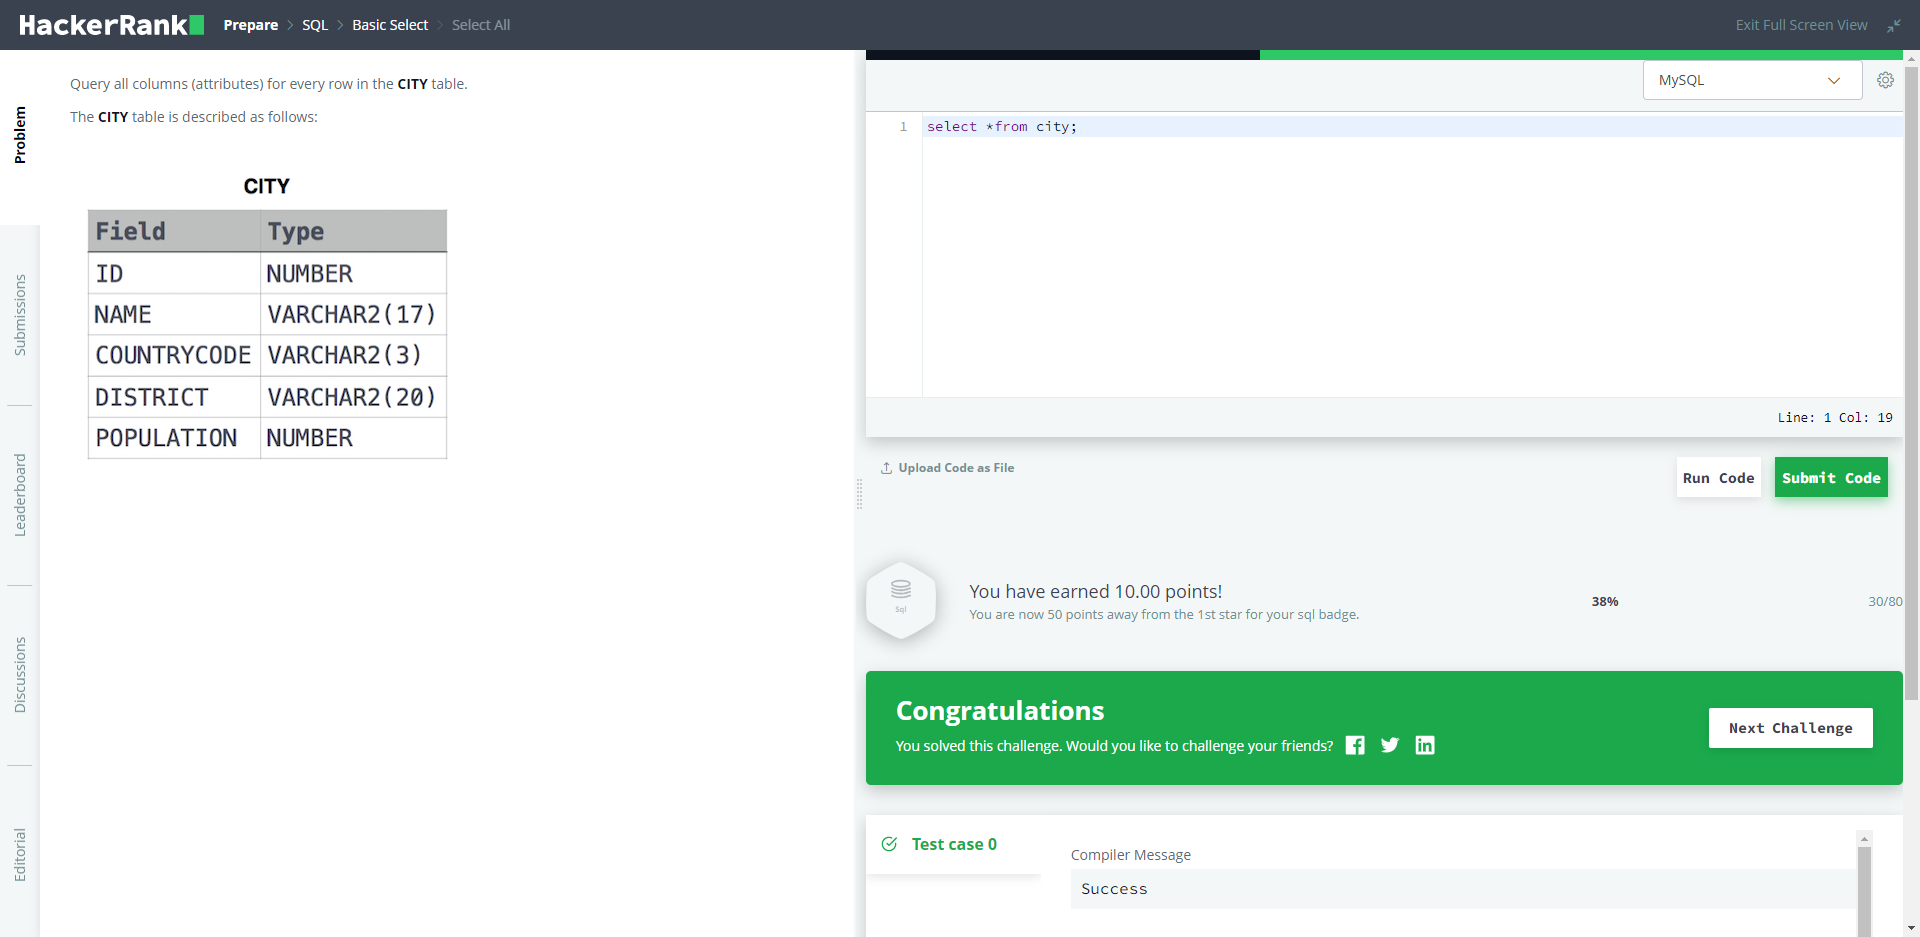 HackerRank Prepare > SQL > Basic Select > Select All Exit Full Screen View
Problem
Submissions
Leaderboard
Discussions
Editorial
Query all columns (attributes) for every row in the CITY table.
The CITY table is described as follows:
CITY
Field Type
ID NUMBER
NAME VARCHAR2(17)
COUNTRYCODE VARCHAR2(3)
DISTRICT VARCHAR2(20)
POPULATION NUMBER
MySQL
1 select *from city;
Line: 1 Col: 19
Upload Code as File
Run Code Submit Code
Sql
You have earned 10.00 points!
You are now 50 points away from the 1st star for your sql badge.
38% 30/80
Congratulations
You solved this challenge. Would you like to challenge your friends?
Next Challenge
Test case 0
Compiler Message
Success